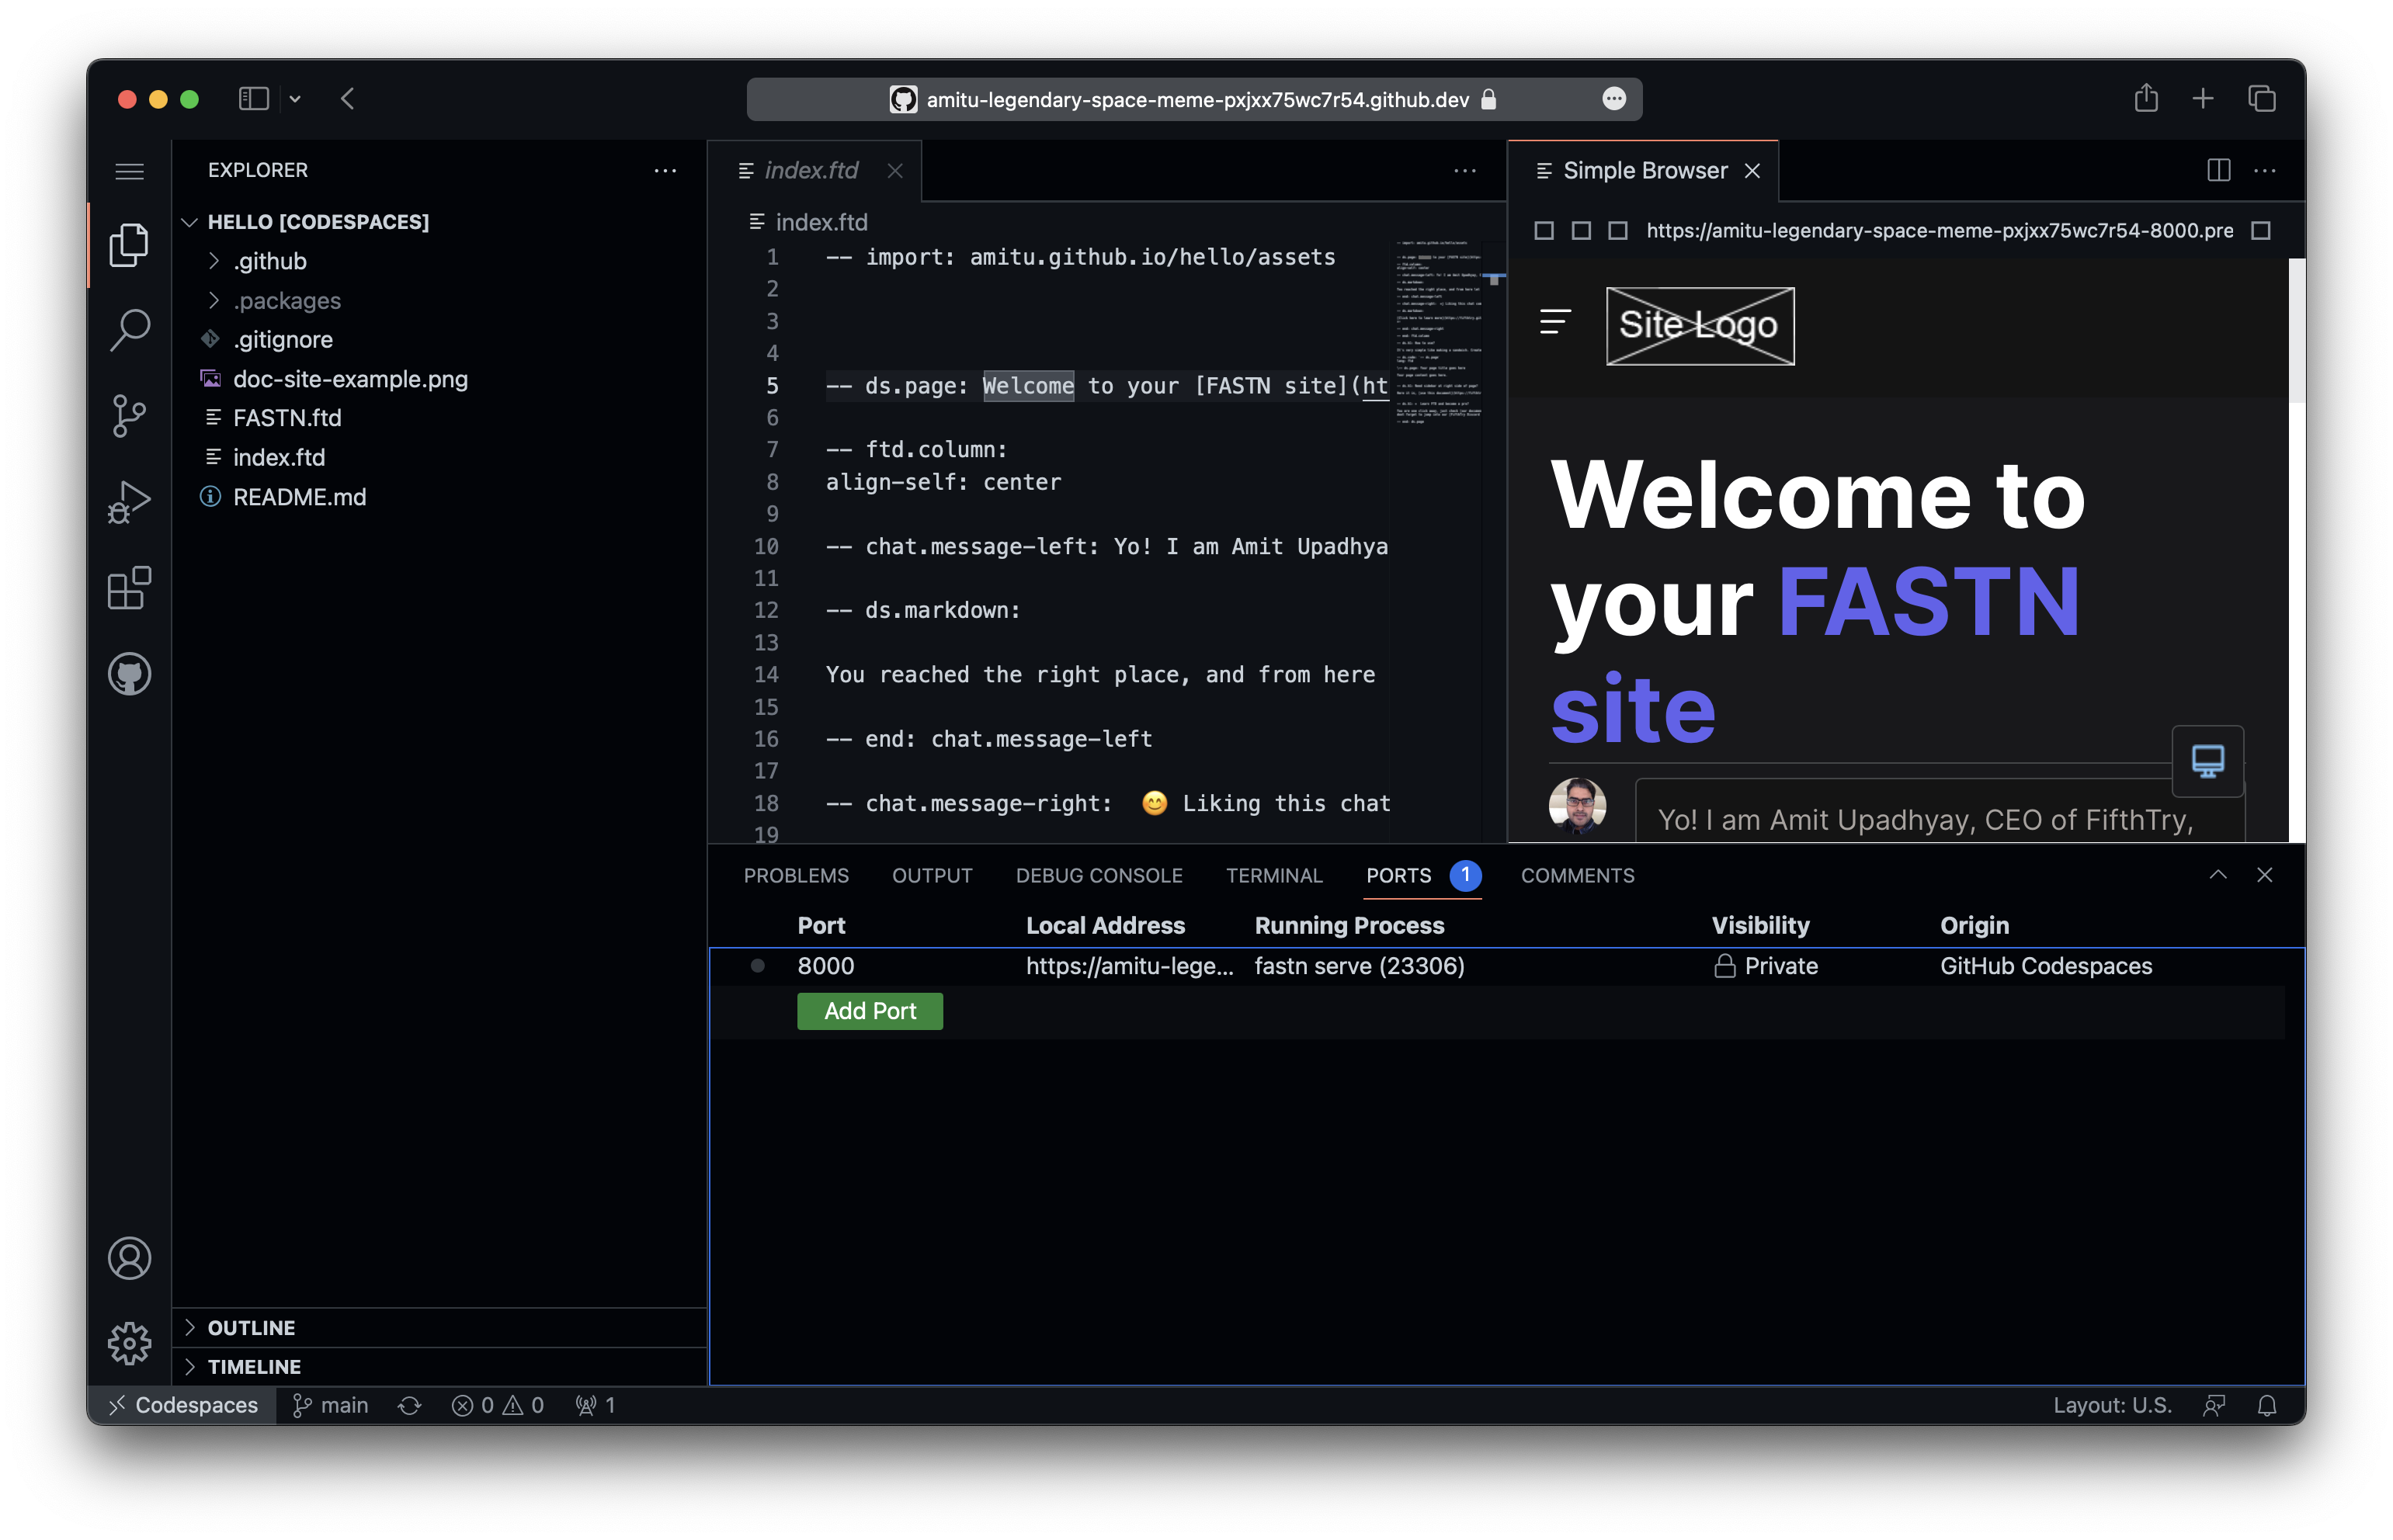 amitu-legendary-space-meme-pxjxx75wc7r54.github.dev
EXPLORER
HELLO [CODESPACES]
.github
.packages
.gitignore
doc-site-example.png
FASTN.ftd
index.ftd
README.md
OUTLINE
TIMELINE
index.ftd
index.ftd
1 -- import: amitu.github.io/hello/assets
2
3
4
5 -- ds.page: Welcome to your [FASTN site](ht
6
7 -- ftd.column:
8 align-self: center
9
10 -- chat.message-left: Yo! I am Amit Upadhya
11
12 -- ds.markdown:
13
14 You reached the right place, and from here
15
16 -- end: chat.message-left
17
18 -- chat.message-right: 😊 Liking this chat
19
Simple Browser
https://amitu-legendary-space-meme-pxjxx75wc7r54-8000.pre
Site Logo
Welcome to
your FASTN
site
Yo! I am Amit Upadhyay, CEO of FifthTry,
PROBLEMS OUTPUT DEBUG CONSOLE TERMINAL PORTS 1 COMMENTS
Port Local Address Running Process Visibility Origin
8000 https://amitu-lege... fastn serve (23306) Private GitHub Codespaces
Add Port
Codespaces main 0 0 1 Layout: U.S.